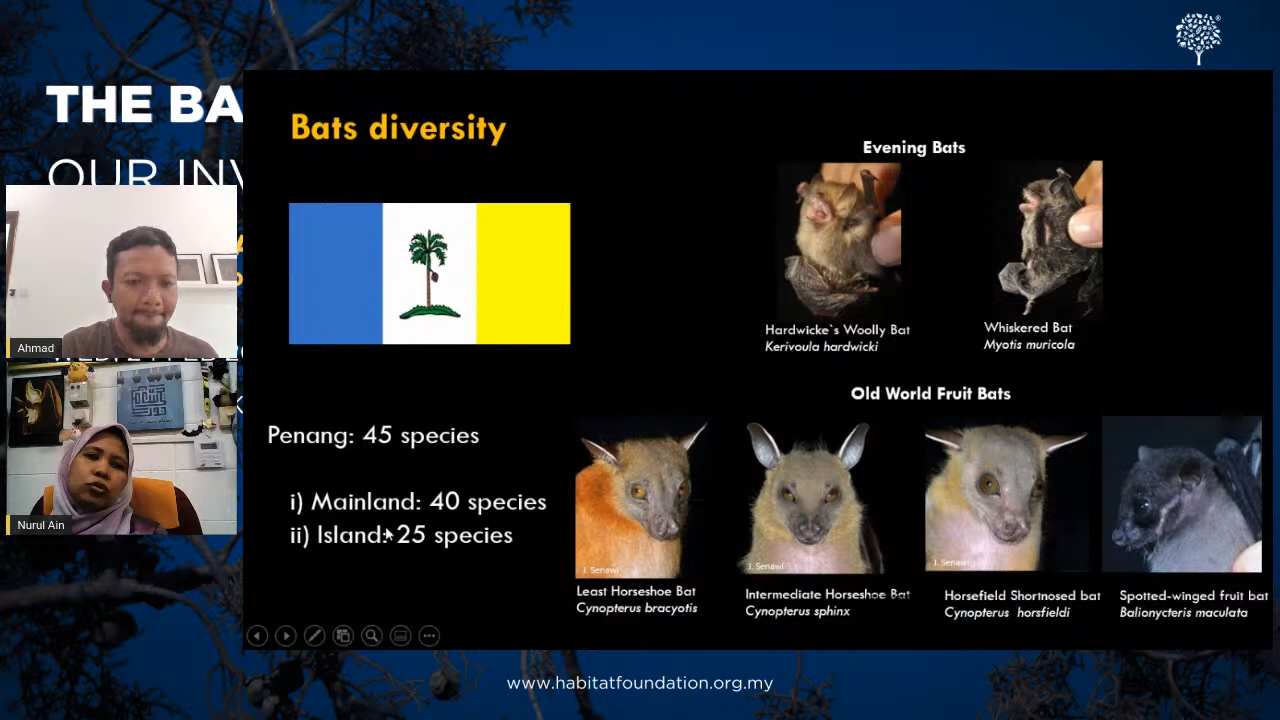 THE BA
OUR INV
Bats diversity
Evening Bats
Hardwicke`s Woolly Bat
Kerivoula hardwicki
Whiskered Bat
Myotis muricola
Old World Fruit Bats
Penang: 45 species
i) Mainland: 40 species
ii) Island: 25 species
J. Senawi
J. Senawi
J. Senawi
Least Horseshoe Bat
Cynopterus bracyotis
Intermediate Horseshoe Bat
Cynopterus sphinx
Horsefield Shortnosed bat
Cynopterus horsfieldi
Spotted-winged fruit bat
Balionycteris maculata
Ahmad
Nurul Ain
www.habitatfoundation.org.my